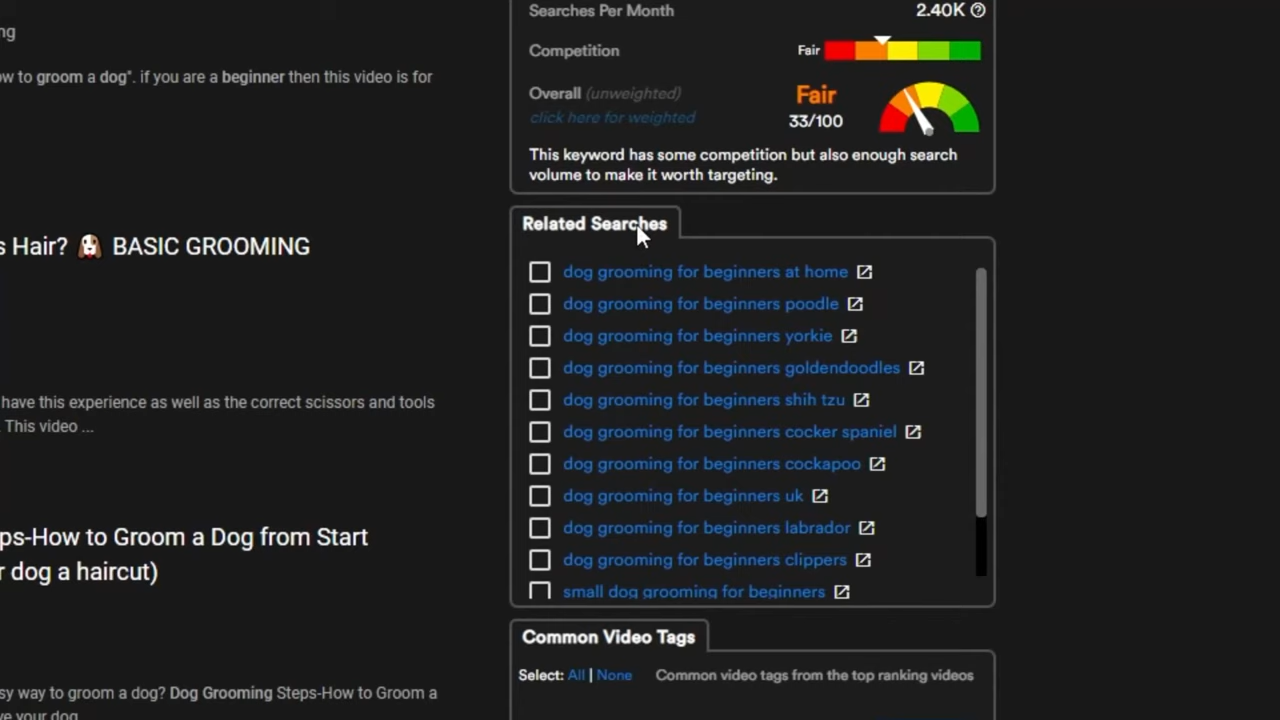 ng
ow to groom a dog". if you are a beginner then this video is for
s Hair? BASIC GROOMING
have this experience as well as the correct scissors and tools
. This video ...
ps-How to Groom a Dog from Start
r dog a haircut)
sy way to groom a dog? Dog Grooming Steps-How to Groom a
ve your dog
Searches Per Month 2.40K
Competition Fair
Overall (unweighted) Fair
click here for weighted 33/100
This keyword has some competition but also enough search
volume to make it worth targeting.
Related Searches
dog grooming for beginners at home
dog grooming for beginners poodle
dog grooming for beginners yorkie
dog grooming for beginners goldendoodles
dog grooming for beginners shih tzu
dog grooming for beginners cocker spaniel
dog grooming for beginners cockapoo
dog grooming for beginners uk
dog grooming for beginners labrador
dog grooming for beginners clippers
small dog grooming for beginners
Common Video Tags
Select: All | None Common video tags from the top ranking videos